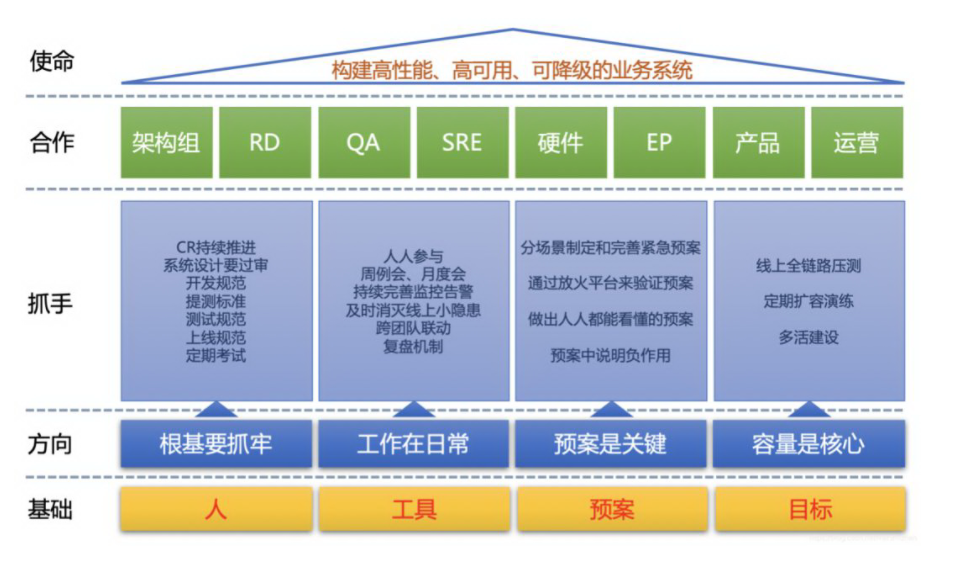 使命
构建高性能、高可用、可降级的业务系统
合作
架构组
RD
QA
SRE
硬件
EP
产品
运营
抓手
CR持续推进
系统设计要过审
开发规范
提测标准
测试规范
上线规范
定期考试
人人参与
周例会、月度会
持续完善监控告警
及时消灭线上小隐患
跨团队联动
复盘机制
分场景制定和完善紧急预案
通过放火平台来验证预案
做出人人都能看懂的预案
预案中说明负作用
线上全链路压测
定期扩容演练
多活建设
方向
根基要抓牢
工作在日常
预案是关键
容量是核心
基础
人
工具
预案
目标